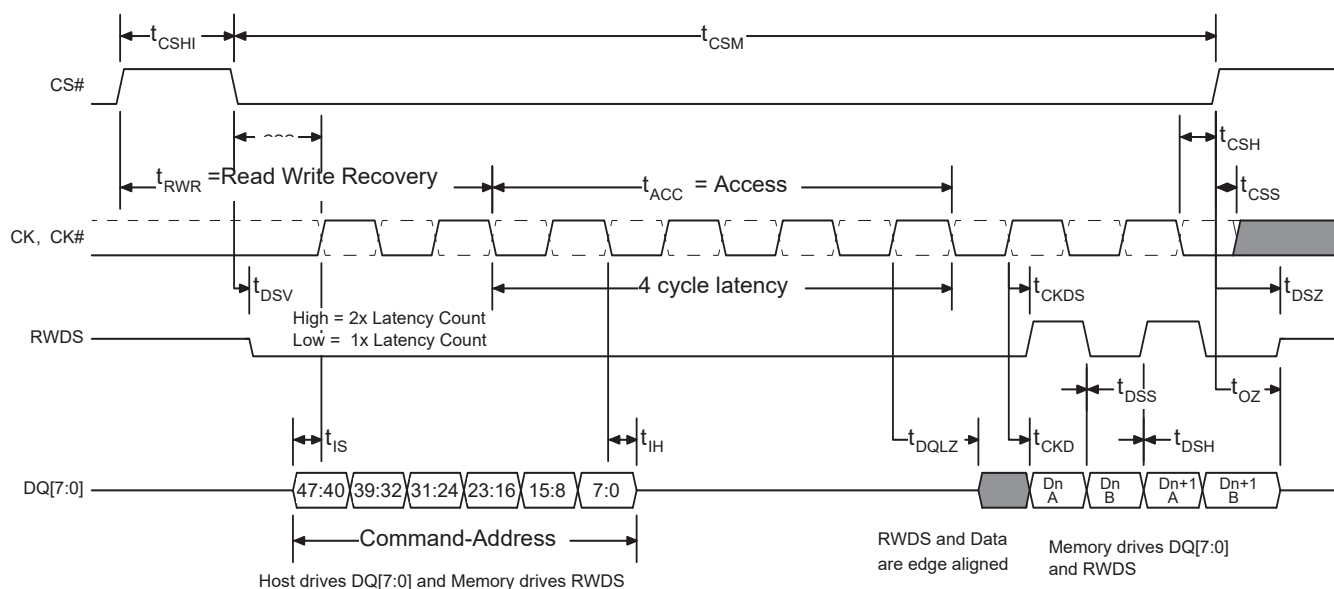 tCSHI
tCSM
CS#
tCSH
tRWR =Read Write Recovery
tACC = Access
tCSS
CK, CK#
4 cycle latency
tDSV
tCKDS
tDSZ
High = 2x Latency Count
Low = 1x Latency Count
RWDS
tDSS
tOZ
tIS
tIH
tDQLZ
tCKD
tDSH
DQ[7:0]
47:40 39:32 31:24 23:16 15:8 7:0
Dn A
Dn B
Dn+1 A
Dn+1 B
Command-Address
RWDS and Data
are edge aligned
Memory drives DQ[7:0]
and RWDS
Host drives DQ[7:0] and Memory drives RWDS